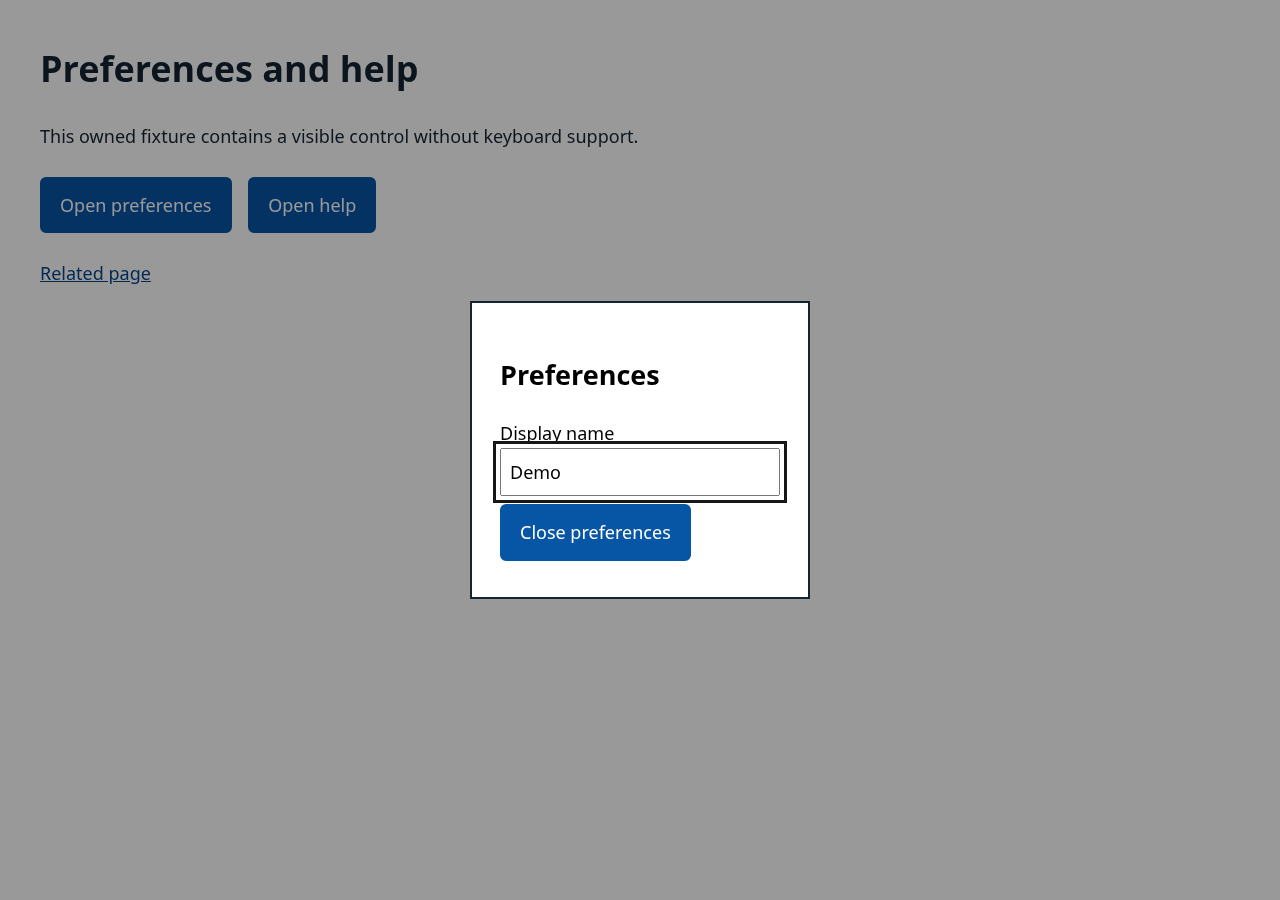 Preferences and help
This owned fixture contains a visible control without keyboard support.
Open preferences Open help
Related page
Preferences
Display name
Demo
Close preferences